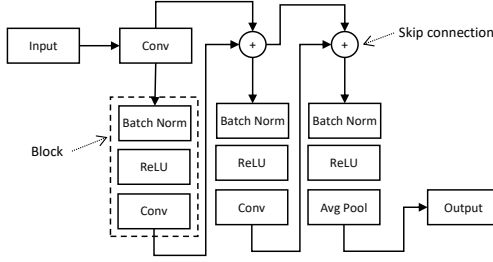 Skip connection
Input
Conv
+
+
Batch Norm
Batch Norm
Batch Norm
Block
ReLU
ReLU
ReLU
Conv
Conv
Avg Pool
Output